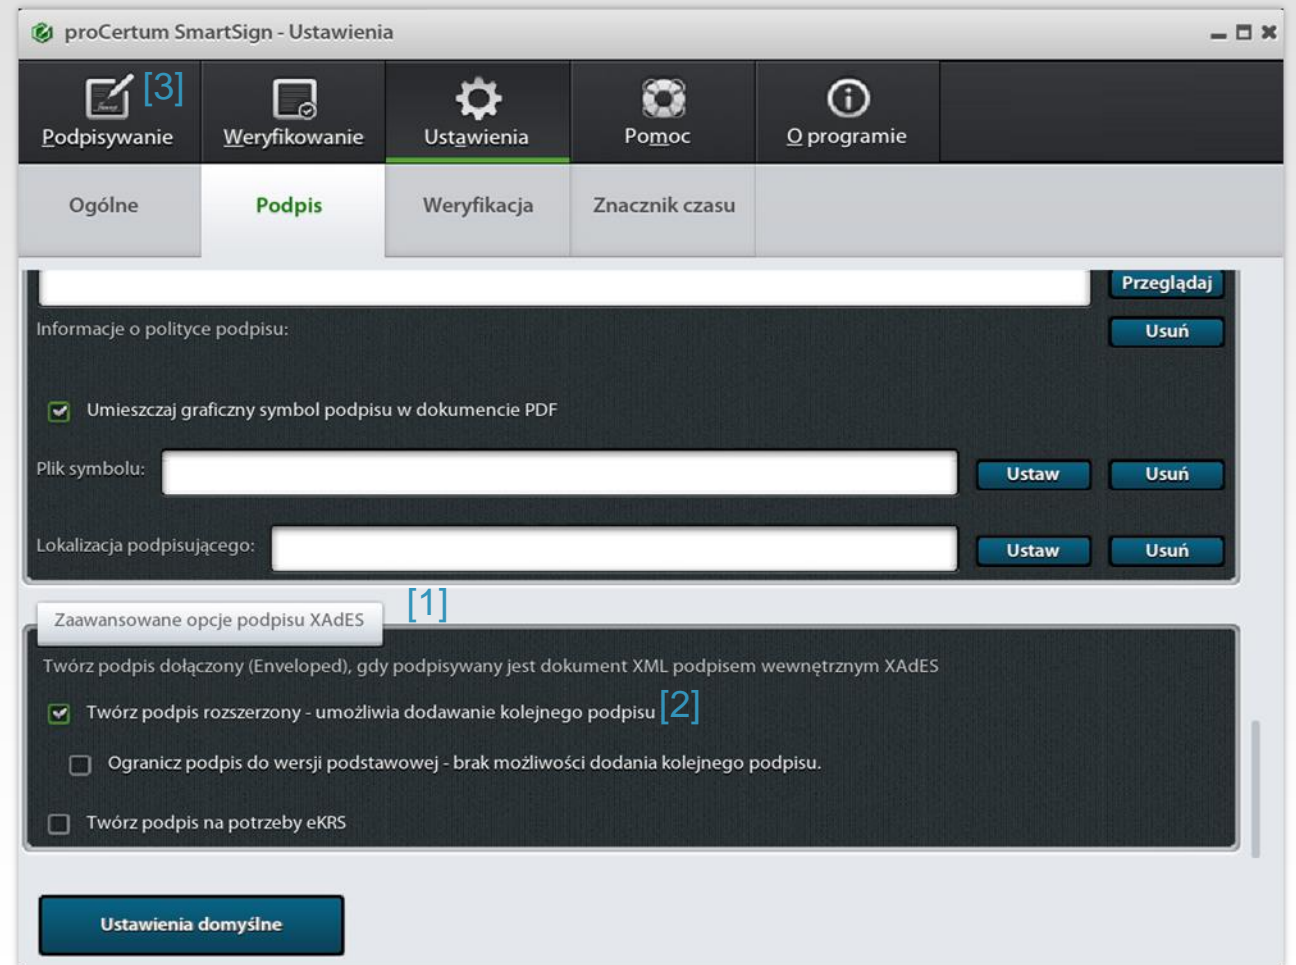 proCertum SmartSign - Ustawienia
[3]
Podpisywanie
Weryfikowanie
Ustawienia
Pomoc
O programie
Ogólne
Podpis
Weryfikacja
Znacznik czasu
Przeglądaj
Informacje o polityce podpisu:
Usuń
Umieszczaj graficzny symbol podpisu w dokumencie PDF
Plik symbolu:
Ustaw
Usuń
Lokalizacja podpisującego:
Ustaw
Usuń
[1]
Zaawansowane opcje podpisu XAdES
Twórz podpis dołączony (Enveloped), gdy podpisywany jest dokument XML podpisem wewnętrznym XAdES
Twórz podpis rozszerzony - umożliwia dodawanie kolejnego podpisu [2]
Ogranicz podpis do wersji podstawowej - brak możliwości dodania kolejnego podpisu.
Twórz podpis na potrzeby eKRS
Ustawienia domyślne